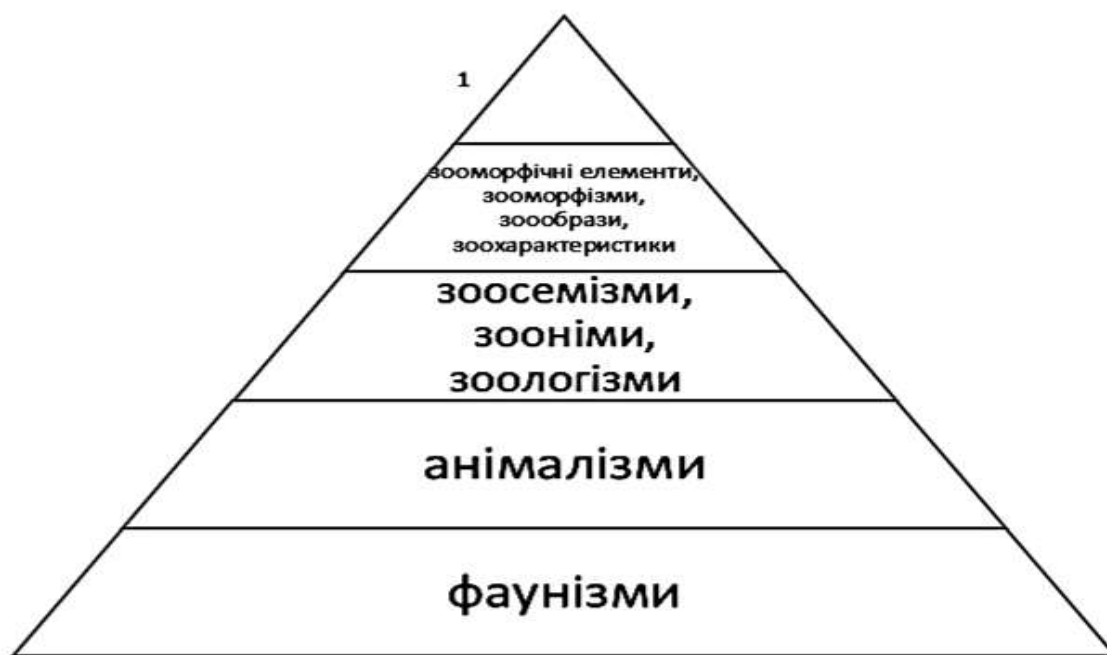 1
зооморфічні елементи,
зооморфізми,
зоообрази,
зоохарактеристики
зоосемізми,
зооніми,
зоологізми
анімалізми
фаунізми